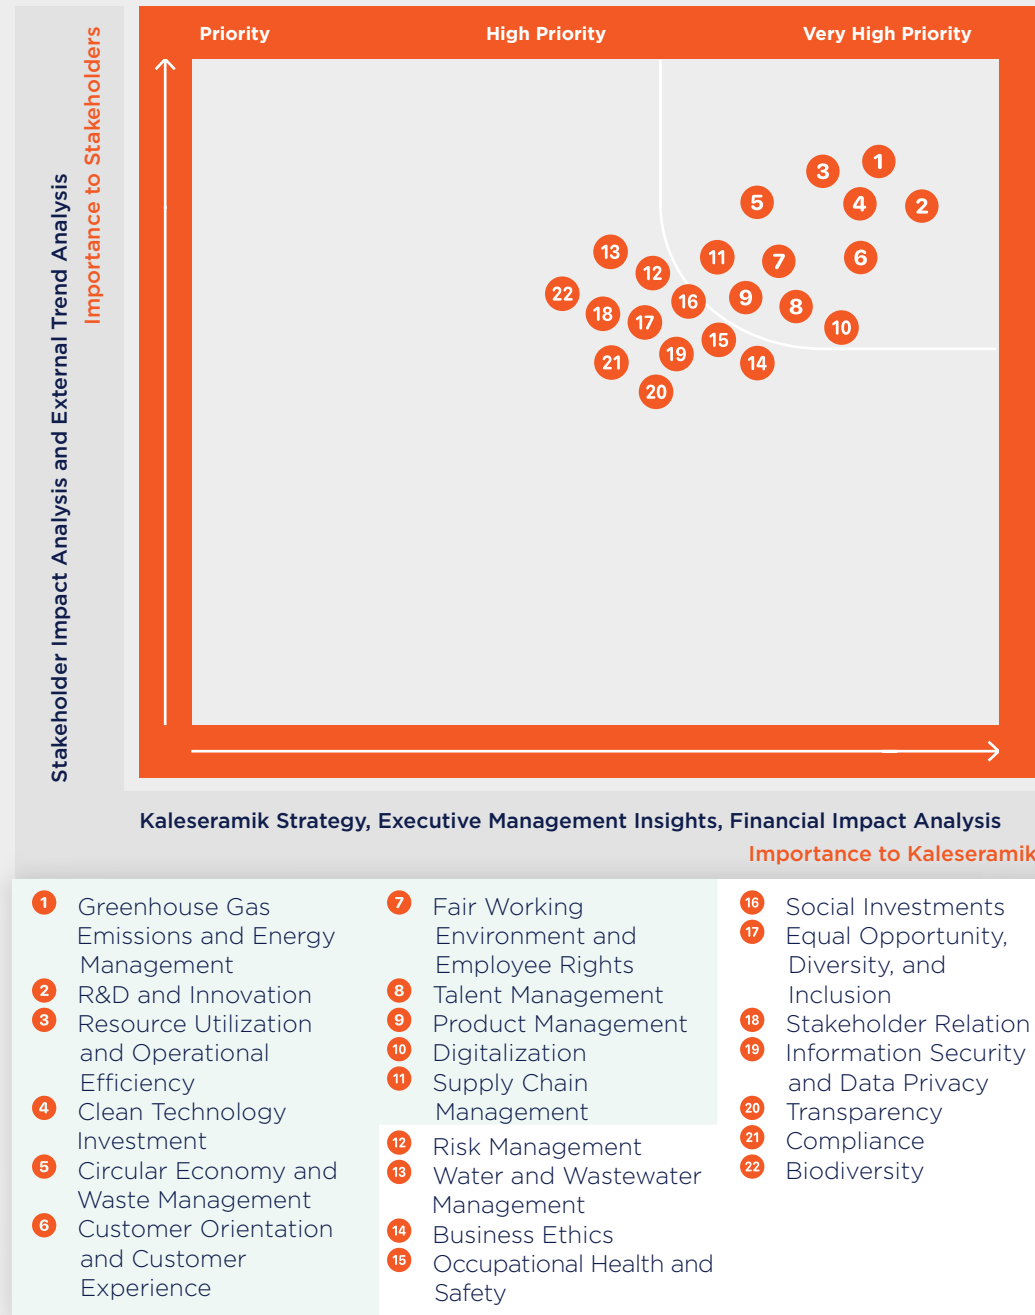 Priority
High Priority
Very High Priority
Importance to Stakeholders
Stakeholder Impact Analysis and External Trend Analysis
1
3
5
4
2
13
11
7
6
12
22
16
9
8
18
17
10
15
19
21
14
20
Kaleseramik Strategy, Executive Management Insights, Financial Impact Analysis
Importance to Kaleseramik
1 Greenhouse Gas
Emissions and Energy
Management
2 R&D and Innovation
3 Resource Utilization
and Operational
Efficiency
4 Clean Technology
Investment
5 Circular Economy and
Waste Management
6 Customer Orientation
and Customer
Experience
7 Fair Working
Environment and
Employee Rights
8 Talent Management
9 Product Management
10 Digitalization
11 Supply Chain
Management
12 Risk Management
13 Water and Wastewater
Management
14 Business Ethics
15 Occupational Health and
Safety
16 Social Investments
17 Equal Opportunity,
Diversity, and
Inclusion
18 Stakeholder Relation
19 Information Security
and Data Privacy
20 Transparency
21 Compliance
22 Biodiversity